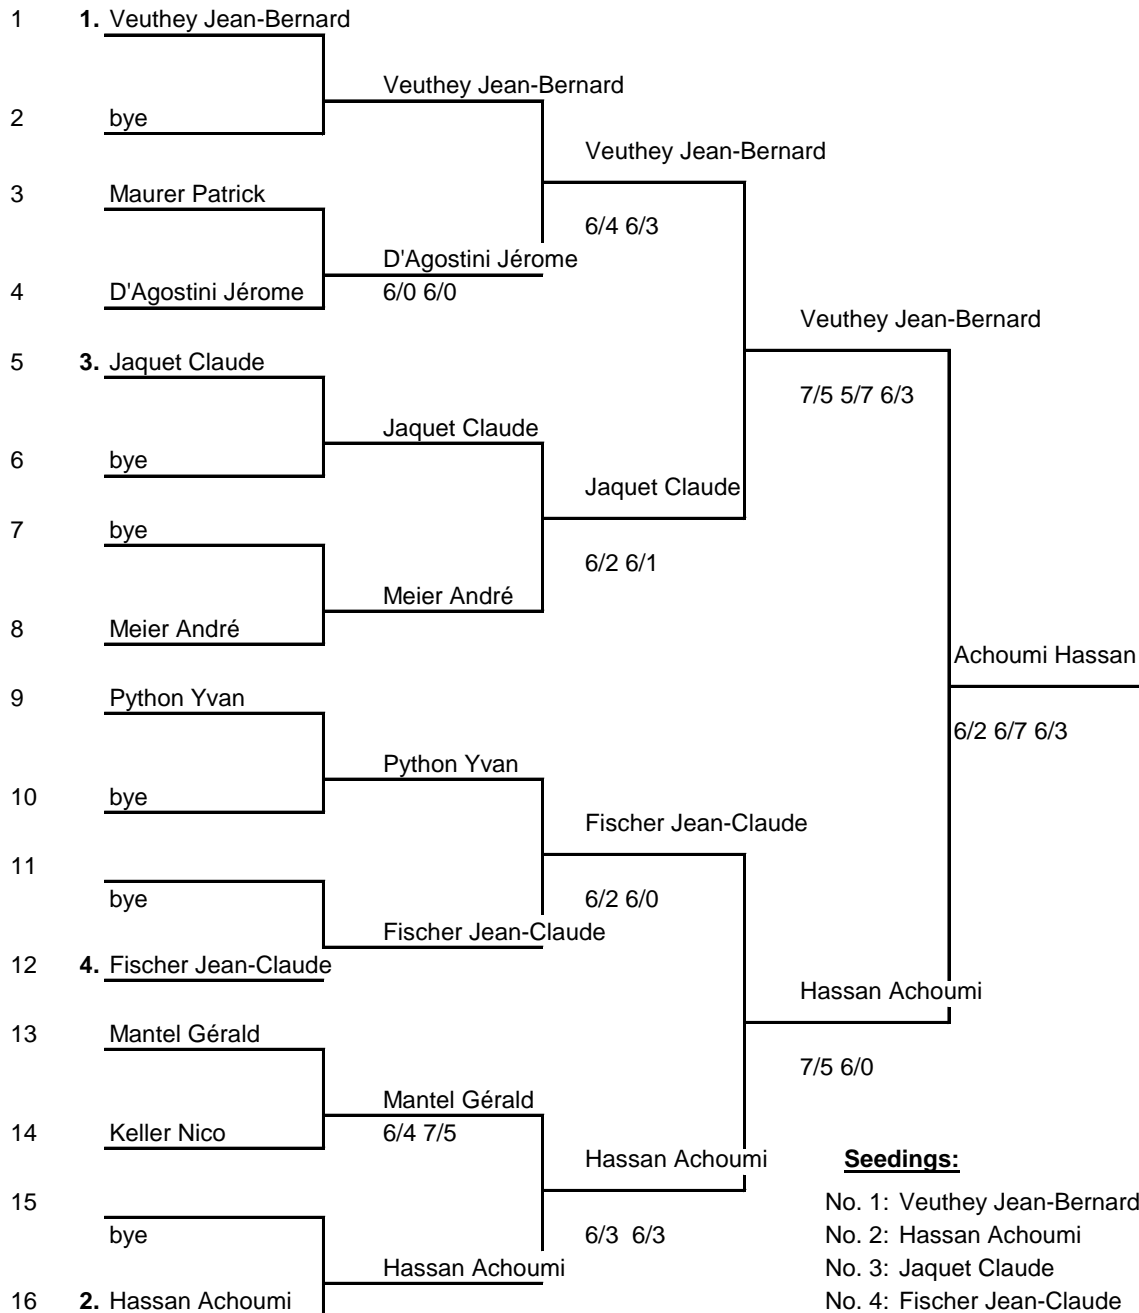 1 1. Veuthey Jean-Bernard
Veuthey Jean-Bernard
2 bye
Veuthey Jean-Bernard
3 Maurer Patrick
6/4 6/3
D'Agostini Jérome
4 D'Agostini Jérome 6/0 6/0
Veuthey Jean-Bernard
5 3. Jaquet Claude
7/5 5/7 6/3
Jaquet Claude
6 bye
Jaquet Claude
7 bye
6/2 6/1
Meier André
8 Meier André
Achoumi Hassan
9 Python Yvan
6/2 6/7 6/3
Python Yvan
10 bye
Fischer Jean-Claude
11
bye 6/2 6/0
Fischer Jean-Claude
12 4. Fischer Jean-Claude
Hassan Achoumi
13 Mantel Gérald
7/5 6/0
Mantel Gérald
14 Keller Nico 6/4 7/5
Hassan Achoumi Seedings:
15 No. 1: Veuthey Jean-Bernard
bye 6/3 6/3 No. 2: Hassan Achoumi
Hassan Achoumi No. 3: Jaquet Claude
16 2. Hassan Achoumi No. 4: Fischer Jean-Claude